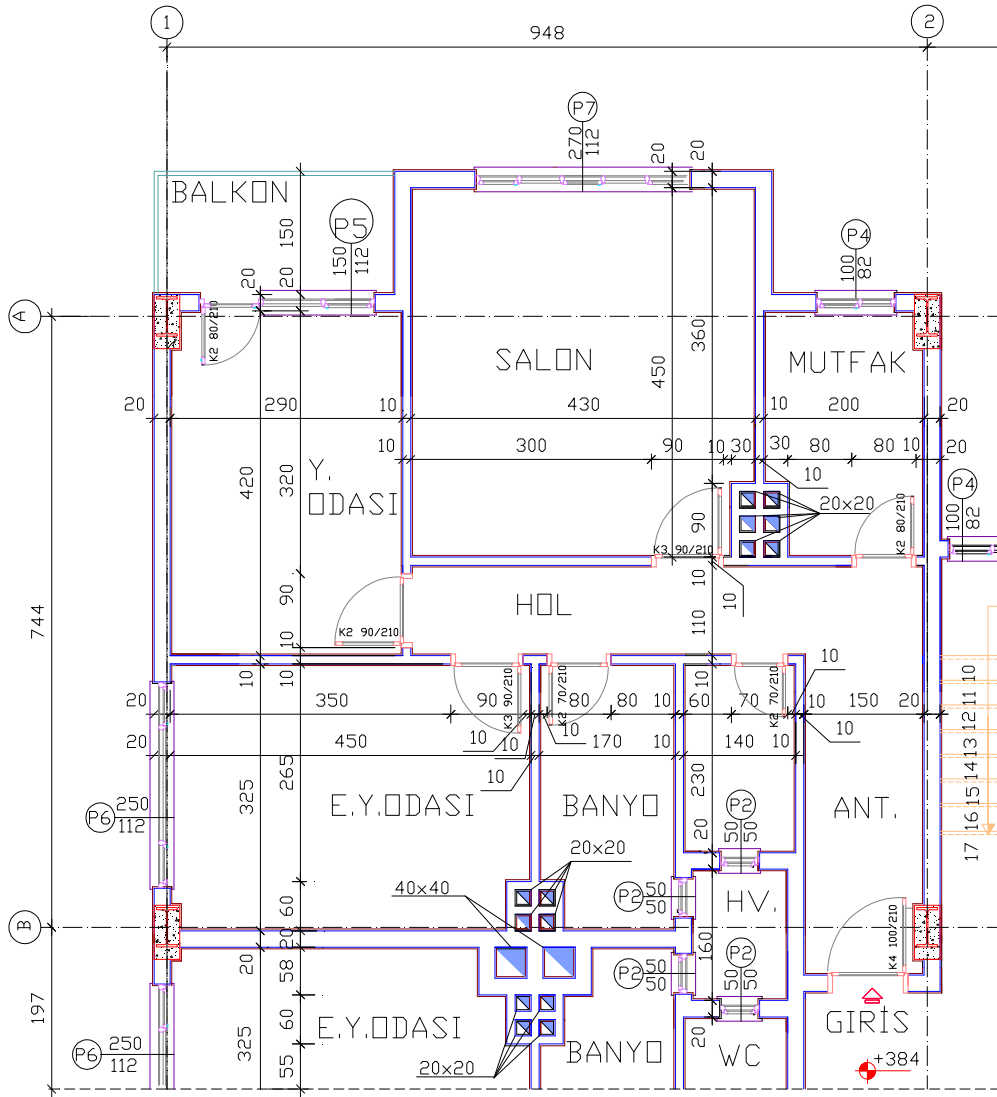 1
2
948
P7
270
112
20
20
BALKON
P5
150
112
P4
100
82
150
20
20
A
K2 80/210
360
SALON
MUTFAK
450
20
290
10
430
10
200
20
10
300
90
10
30
30
80
80
10
20
10
Y.
ODASI
420
320
P4
100
82
90
20x20
K2 80/210
K3 90/210
10
10
HOL
90
K2 90/210
110
744
10
10
10
10
10
10
11
12
13
14
15
16
17
20
350
90
K3 90/210
80
K2 70/210
80
10
60
70
K2 70/210
10
150
20
10
10
10
10
20
450
10
170
10
140
10
265
325
230
E.Y.ODASI
BANYO
ANT.
P6
250
112
P2
50
50
20
20x20
40x40
P2
50
50
HV.
60
B
20
20
160
P2
50
50
K4 100/210
58
P2
50
50
197
60
E.Y.ODASI
325
BANYO
20
WC
GIRİS
P6
250
112
55
20x20
+384